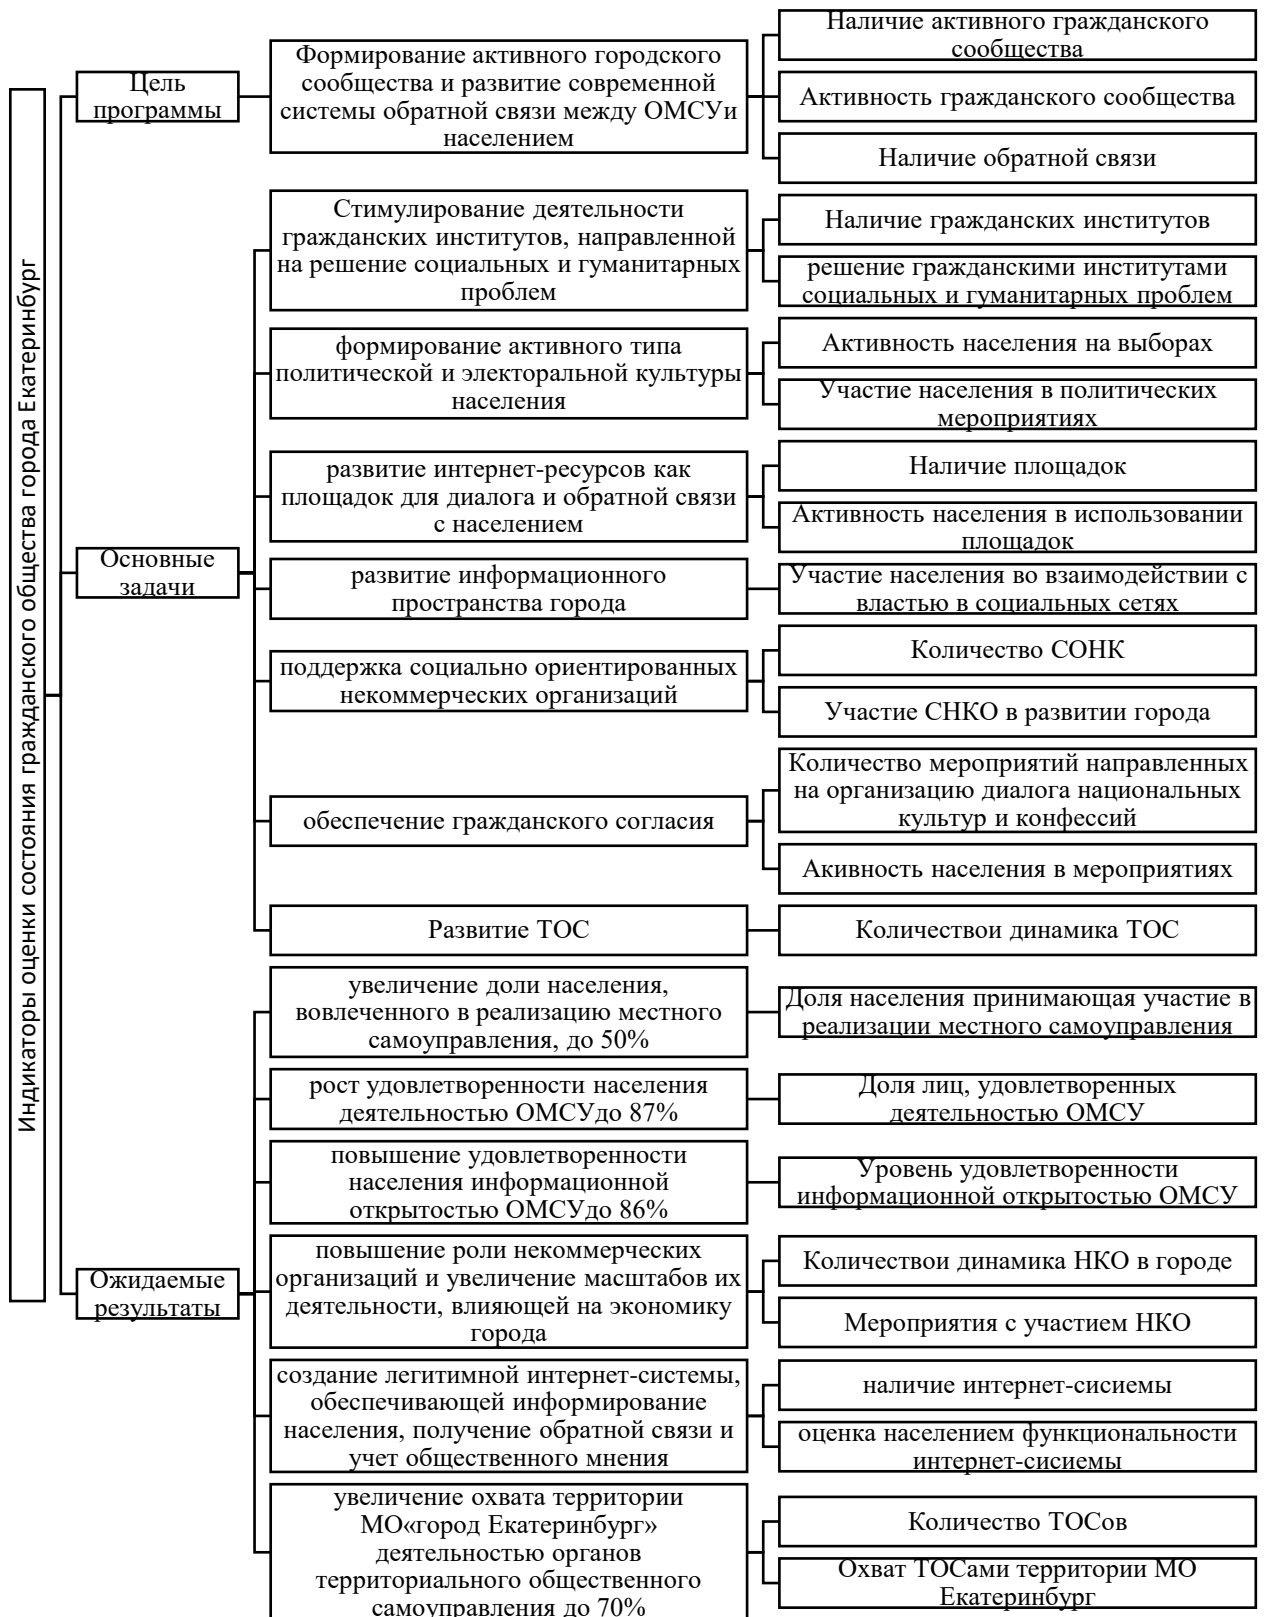 Индикаторы оценки состояния гражданского общества города Екатеринбург
Цель
программы
Формирование активного городского
сообщества и развитие современной
системы обратной связи между ОМСУи
населением
Наличие активного гражданского
сообщества
Активность гражданского сообщества
Наличие обратной связи
Основные
задачи
Стимулирование деятельности
гражданских институтов, направленной
на решение социальных и гуманитарных
проблем
Наличие гражданских институтов
решение гражданскими институтами
социальных и гуманитарных проблем
формирование активного типа
политической и электоральной культуры
населения
Активность населения на выборах
Участие населения в политических
мероприятиях
развитие интернет-ресурсов как
площадок для диалога и обратной связи
с населением
Наличие площадок
Активность населения в использовании
площадок
развитие информационного
пространства города
Участие населения во взаимодействии с
властью в социальных сетях
поддержка социально ориентированных
некоммерческих организаций
Количество СОНК
Участие СНКО в развитии города
обеспечение гражданского согласия
Количество мероприятий направленных
на организацию диалога национальных
культур и конфессий
Акивность населения в мероприятиях
Развитие ТОС
Количествои динамика ТОС
Ожидаемые
результаты
увеличение доли населения,
вовлеченного в реализацию местного
самоуправления, до 50%
Доля населения принимающая участие в
реализации местного самоуправления
рост удовлетворенности населения
деятельностью ОМСУдо 87%
Доля лиц, удовлетворенных
деятельностью ОМСУ
повышение удовлетворенности
населения информационной
открытостью ОМСУдо 86%
Уровень удовлетворенности
информационной открытостью ОМСУ
повышение роли некоммерческих
организаций и увеличение масштабов их
деятельности, влияющей на экономику
города
Количествои динамика НКО в городе
Мероприятия с участием НКО
создание легитимной интернет-системы,
обеспечивающей информирование
населения, получение обратной связи и
учет общественного мнения
наличие интернет-сисиемы
оценка населением функциональности
интернет-сисиемы
увеличение охвата территории
МО«город Екатеринбург»
деятельностью органов
территориального общественного
самоуправления до 70%
Количество ТОСов
Охват ТОСами территории МО
Екатеринбург